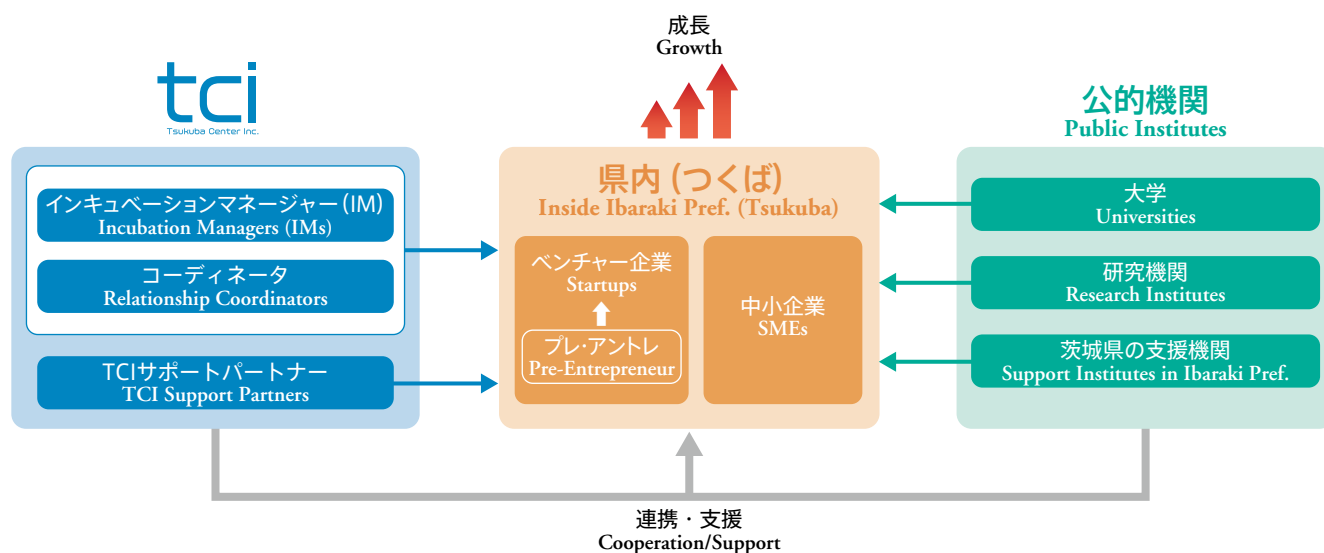 成長
Growth
tci
Tsukuba Center Inc.
インキュベーションマネージャー(IM)
Incubation Managers (IMs)
コーディネータ
Relationship Coordinators
TCIサポートパートナー
TCI Support Partners
県内 (つくば)
Inside Ibaraki Pref. (Tsukuba)
ベンチャー企業
Startups
プレ・アントレ
Pre-Entrepreneur
中小企業
SMEs
公的機関
Public Institutes
大学
Universities
研究機関
Research Institutes
茨城県の支援機関
Support Institutes in Ibaraki Pref.
連携・支援
Cooperation/Support